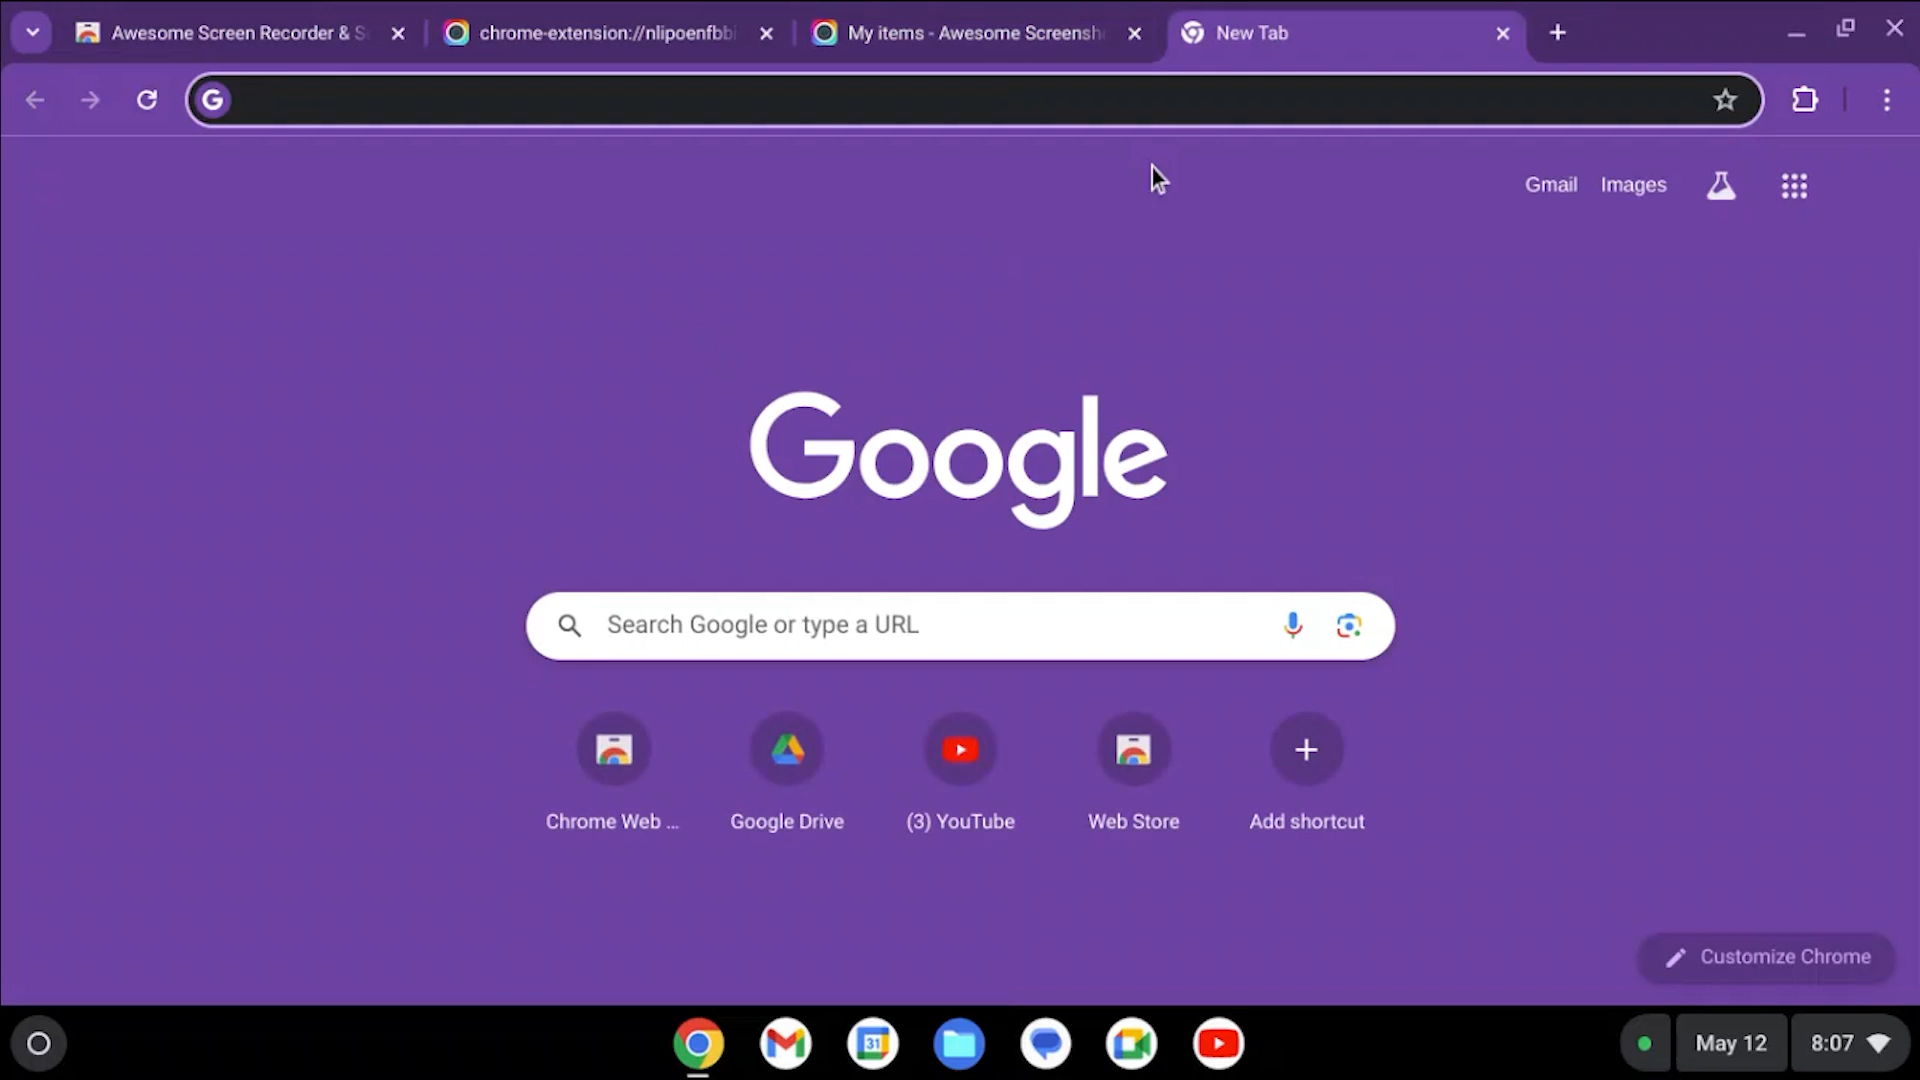 Awesome Screen Recorder & S
chrome-extension://nlipoenfbb
My items - Awesome Screensh
New Tab
G
Gmail
Images
Google
Search Google or type a URL
Chrome Web ...
Google Drive
(3) YouTube
Web Store
Add shortcut
Customize Chrome
31
May 12
8:07